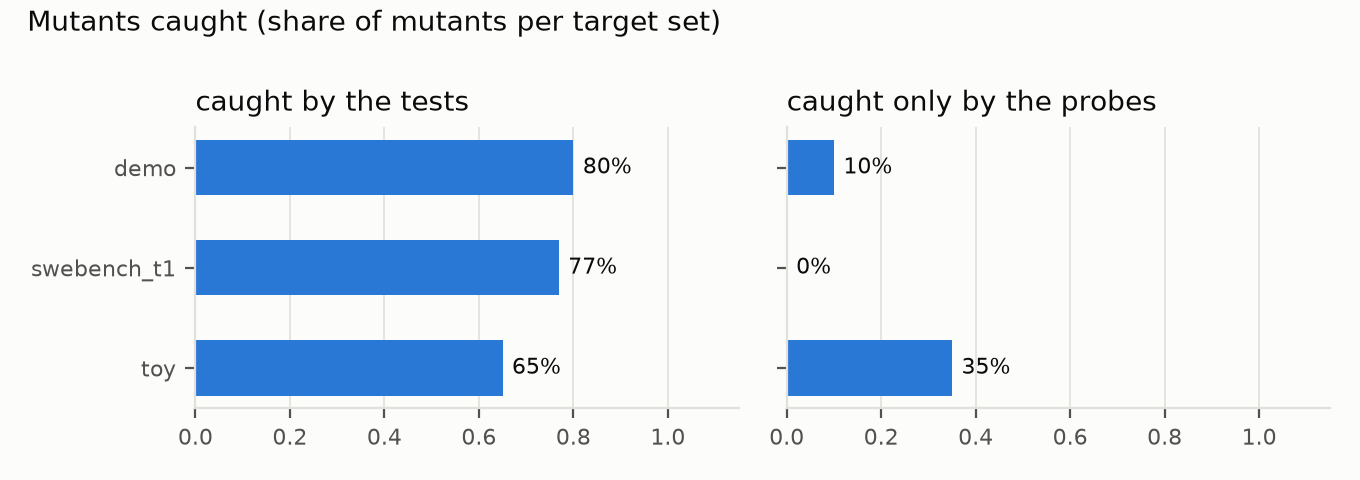 Mutants caught (share of mutants per target set)
caught by the tests
demo
80%
swebench_t1
77%
toy
65%
0.0 0.2 0.4 0.6 0.8 1.0
caught only by the probes
10%
0%
35%
0.0 0.2 0.4 0.6 0.8 1.0